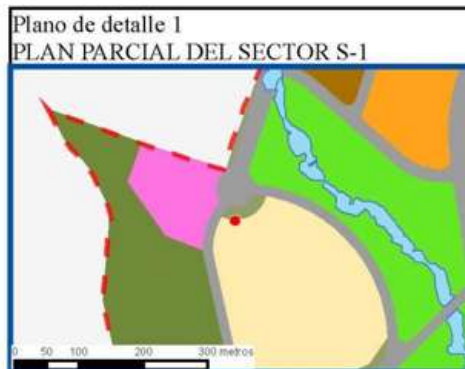 Plano de detalle 1
PLAN PARCIAL DEL SECTOR S-1
0 50 100 200 300 metros